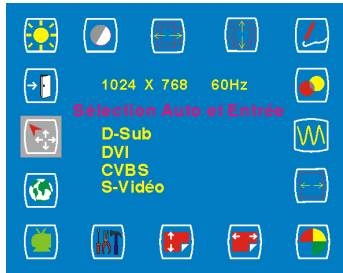 1024 X 768 60Hz
Sélection Auto et Entrée
D-Sub
DVI
CVBS
S-Vidéo